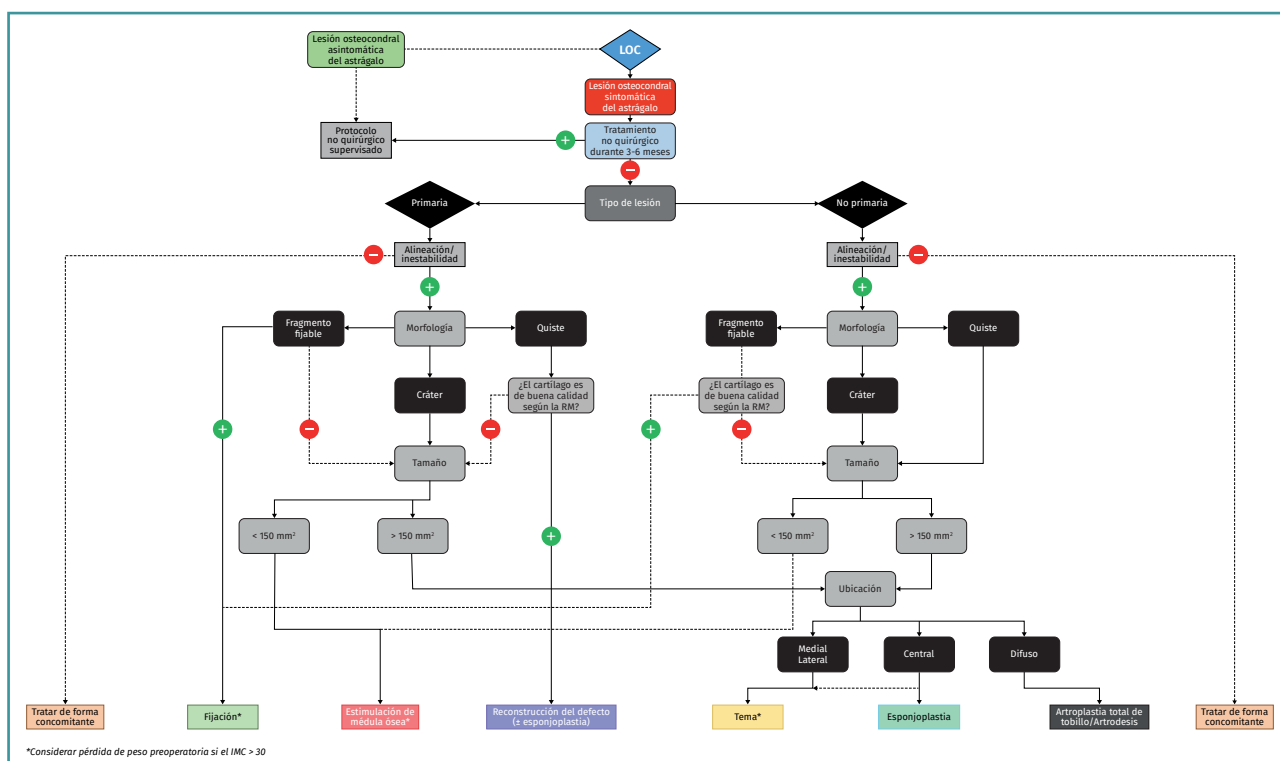 Lesión osteocondral
asintomática
del astrágalo
LOC
Lesión osteocondral
sintomática
del astrágalo
Protocolo
no quirúrgico
supervisado
+
Tratamiento
no quirúrgico
durante 3-6 meses
−
Primaria
Tipo de lesión
No primaria
−
Alineación/
inestabilidad
Alineación/
inestabilidad
−
+
+
Fragmento
fijable
Morfología
Quiste
Fragmento
fijable
Morfología
Quiste
Cráter
¿El cartílago es
de buena calidad
según la RM?
¿El cartílago es
de buena calidad
según la RM?
Cráter
+
−
−
+
−
Tamaño
Tamaño
< 150 mm²
> 150 mm²
+
< 150 mm²
> 150 mm²
Ubicación
Medial
Lateral
Central
Difuso
Tratar de forma
concomitante
Fijación*
Estimulación de
médula ósea*
Reconstrucción del defecto
(± esponjoplastia)
Tema*
Esponjoplastia
Artroplastia total de
tobillo/Artrodesis
Tratar de forma
concomitante
*Considerar pérdida de peso preoperatoria si el IMC > 30